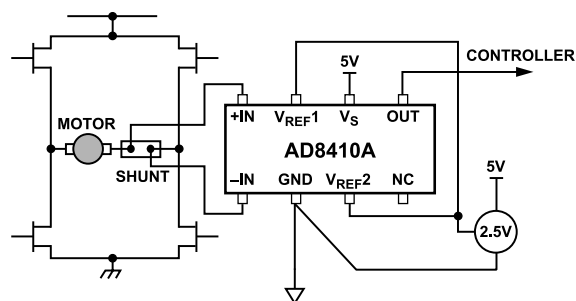 CONTROLLER
5V
+IN VREF1 VS OUT
MOTOR
AD8410A
SHUNT
5V
–IN GND VREF2 NC
2.5V